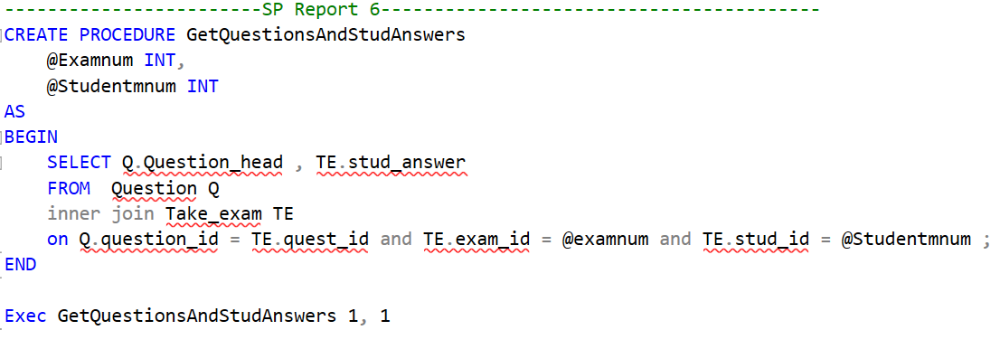 ------------------------SP Report 6-----------------------------------------
CREATE PROCEDURE GetQuestionsAndStudAnswers
    @Examnum INT,
    @Studentmnum INT
AS
BEGIN
    SELECT Q.Question_head , TE.stud_answer
    FROM  Question Q
    inner join Take_exam TE
    on Q.question_id = TE.quest_id and TE.exam_id = @examnum and TE.stud_id = @Studentmnum ;
END
Exec GetQuestionsAndStudAnswers 1, 1